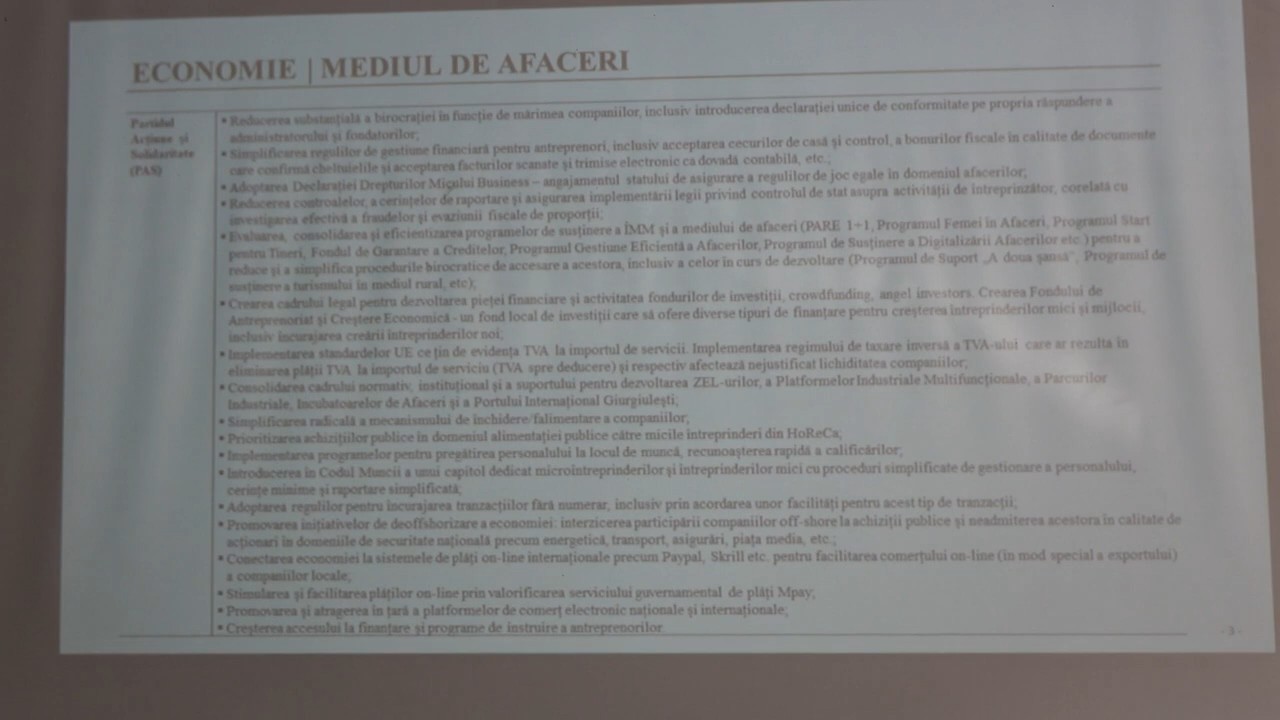 ECONOMIE | MEDIUL DE AFACERI
Partidul
Acțiune și
Solidaritate
(PAS)
• Reducerea substanțială a birocrației în funcție de mărimea companiilor, inclusiv introducerea declarației unice de conformitate pe propria răspundere a
administratorului și fondatorilor;
• Simplificarea regulilor de gestiune financiară pentru antreprenori, inclusiv acceptarea cecurilor de casă și control, a bonurilor fiscale în calitate de documente
care confirmă cheltuielile și acceptarea facturilor scanate și trimise electronic ca dovadă contabilă, etc.;
• Adoptarea Declarației Drepturilor Micului Business – angajamentul statului de asigurare a regulilor de joc egale în domeniul afacerilor;
• Reducerea controalelor, a cerințelor de raportare și asigurarea implementării legii privind controlul de stat asupra activității de întreprinzător, corelată cu
investigarea efectivă a fraudelor și evaziunii fiscale de proporții;
• Evaluarea, consolidarea și eficientizarea programelor de susținere a ÎMM și a mediului de afaceri (PARE 1+1, Programul Femei în Afaceri, Programul Start
pentru Tineri, Fondul de Garantare a Creditelor, Programul Gestiune Eficientă a Afacerilor, Programul de Susținere a Digitalizării Afacerilor etc.) pentru a
reduce și a simplifica procedurile birocratice de accesare a acestora, inclusiv a celor în curs de dezvoltare (Programul de Suport „A doua șansă”, Programul de
susținere a turismului în mediul rural, etc);
• Crearea cadrului legal pentru dezvoltarea pieței financiare și activitatea fondurilor de investiții, crowdfunding, angel investors. Crearea Fondului de
Antreprenoriat și Creștere Economică - un fond local de investiții care să ofere diverse tipuri de finanțare pentru creșterea întreprinderilor mici și mijlocii,
inclusiv încurajarea creării întreprinderilor noi;
• Implementarea standardelor UE ce țin de evidența TVA la importul de servicii. Implementarea regimului de taxare inversă a TVA-ului care ar rezulta în
eliminarea plății TVA la importul de serviciu (TVA spre deducere) și respectiv afectează nejustificat lichiditatea companiilor;
• Consolidarea cadrului normativ, instituțional și a suportului pentru dezvoltarea ZEL-urilor, a Platformelor Industriale Multifuncționale, a Parcurilor
Industriale, Incubatoarelor de Afaceri și a Portului Internațional Giurgiulești;
• Simplificarea radicală a mecanismului de închidere/falimentare a companiilor;
• Prioritizarea achizițiilor publice în domeniul alimentației publice către micile întreprinderi din HoReCa;
• Implementarea programelor pentru pregătirea personalului la locul de muncă, recunoașterea rapidă a calificărilor;
• Introducerea în Codul Muncii a unui capitol dedicat microîntreprinderilor și întreprinderilor mici cu proceduri simplificate de gestionare a personalului,
cerințe minime și raportare simplificată;
• Adoptarea regulilor pentru încurajarea tranzacțiilor fără numerar, inclusiv prin acordarea unor facilități pentru acest tip de tranzacții;
• Promovarea inițiativelor de deoffshorizare a economiei: interzicerea participării companiilor off-shore la achiziții publice și neadmiterea acestora în calitate de
acționari în domeniile de securitate națională precum energetică, transport, asigurări, piața media, etc.;
• Conectarea economiei la sistemele de plăți on-line internaționale precum Paypal, Skrill etc. pentru facilitarea comerțului on-line (în mod special a exportului)
a companiilor locale;
• Stimularea și facilitarea plăților on-line prin valorificarea serviciului guvernamental de plăți Mpay;
• Promovarea și atragerea în țară a platformelor de comerț electronic naționale și internaționale;
• Creșterea accesului la finanțare și programe de instruire a antreprenorilor
- 3 -